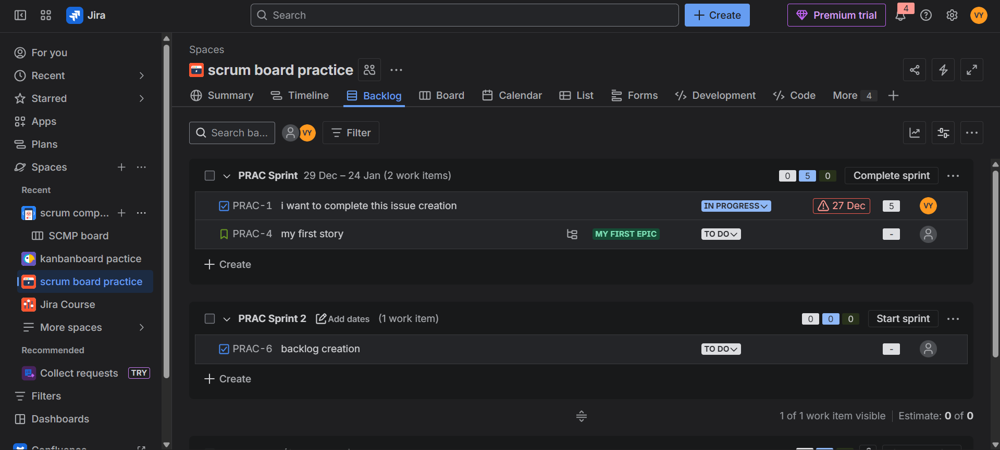 Jira
Search
Create
Premium trial
4
VY
For you
Recent
Starred
Apps
Plans
Spaces
Recent
scrum comp...
SCMP board
kanbanboard pactice
scrum board practice
Jira Course
More spaces
Recommended
Collect requests TRY
Filters
Dashboards
Confluence
Spaces
scrum board practice
Summary Timeline Backlog Board Calendar List Forms Development Code More 4
Search ba... VY Filter
PRAC Sprint 29 Dec – 24 Jan (2 work items) 0 5 0 Complete sprint
PRAC-1 i want to complete this issue creation IN PROGRESS 27 Dec 5 VY
PRAC-4 my first story MY FIRST EPIC TO DO -
Create
PRAC Sprint 2 Add dates (1 work item) 0 0 0 Start sprint
PRAC-6 backlog creation TO DO -
Create
1 of 1 work item visible Estimate: 0 of 0